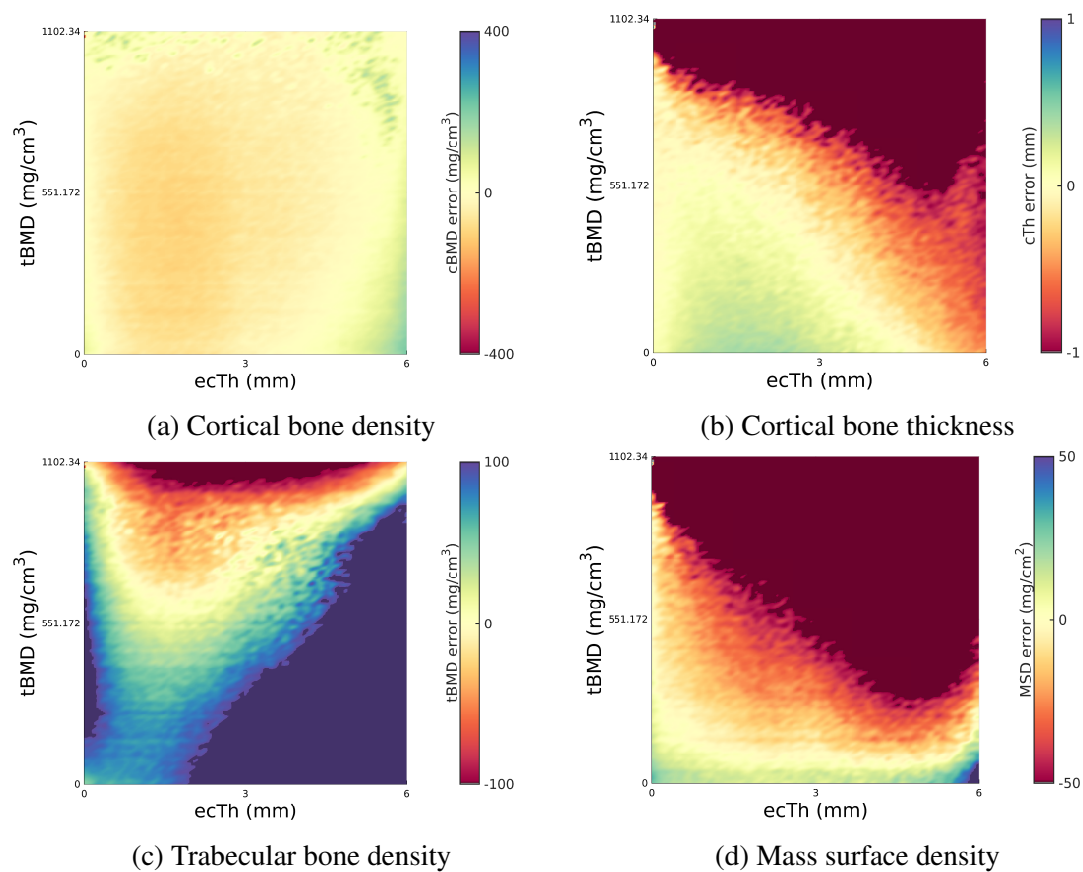 1102.34
551.172
0
tBMD (mg/cm³)
0
3
6
ecTh (mm)
400
0
-400
cBMD error (mg/cm³)
(a) Cortical bone density
1102.34
551.172
0
tBMD (mg/cm³)
0
3
6
ecTh (mm)
1
0
-1
cTh error (mm)
(b) Cortical bone thickness
1102.34
551.172
0
tBMD (mg/cm³)
0
3
6
ecTh (mm)
100
0
-100
tBMD error (mg/cm³)
(c) Trabecular bone density
1102.34
551.172
0
tBMD (mg/cm³)
0
3
6
ecTh (mm)
50
0
-50
MSD error (mg/cm²)
(d) Mass surface density